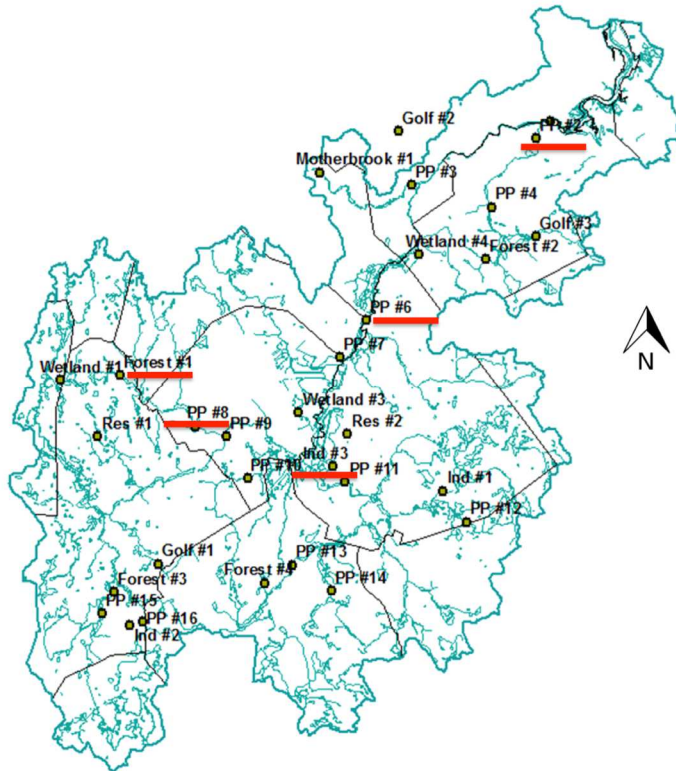 Golf #2
PP #2
Motherbrook #1
PP #3
PP #4
Golf #3
Wetland #4
Forest #2
PP #6
N
PP #7
Forest #1
Wetland #1
Wetland #3
PP #8
Res #1
PP #9
Res #2
Ind #3
PP #10
PP #11
Ind #1
PP #12
Golf #1
PP #13
Forest #3
Forest #4
PP #14
PP #15
PP #16
Ind #2